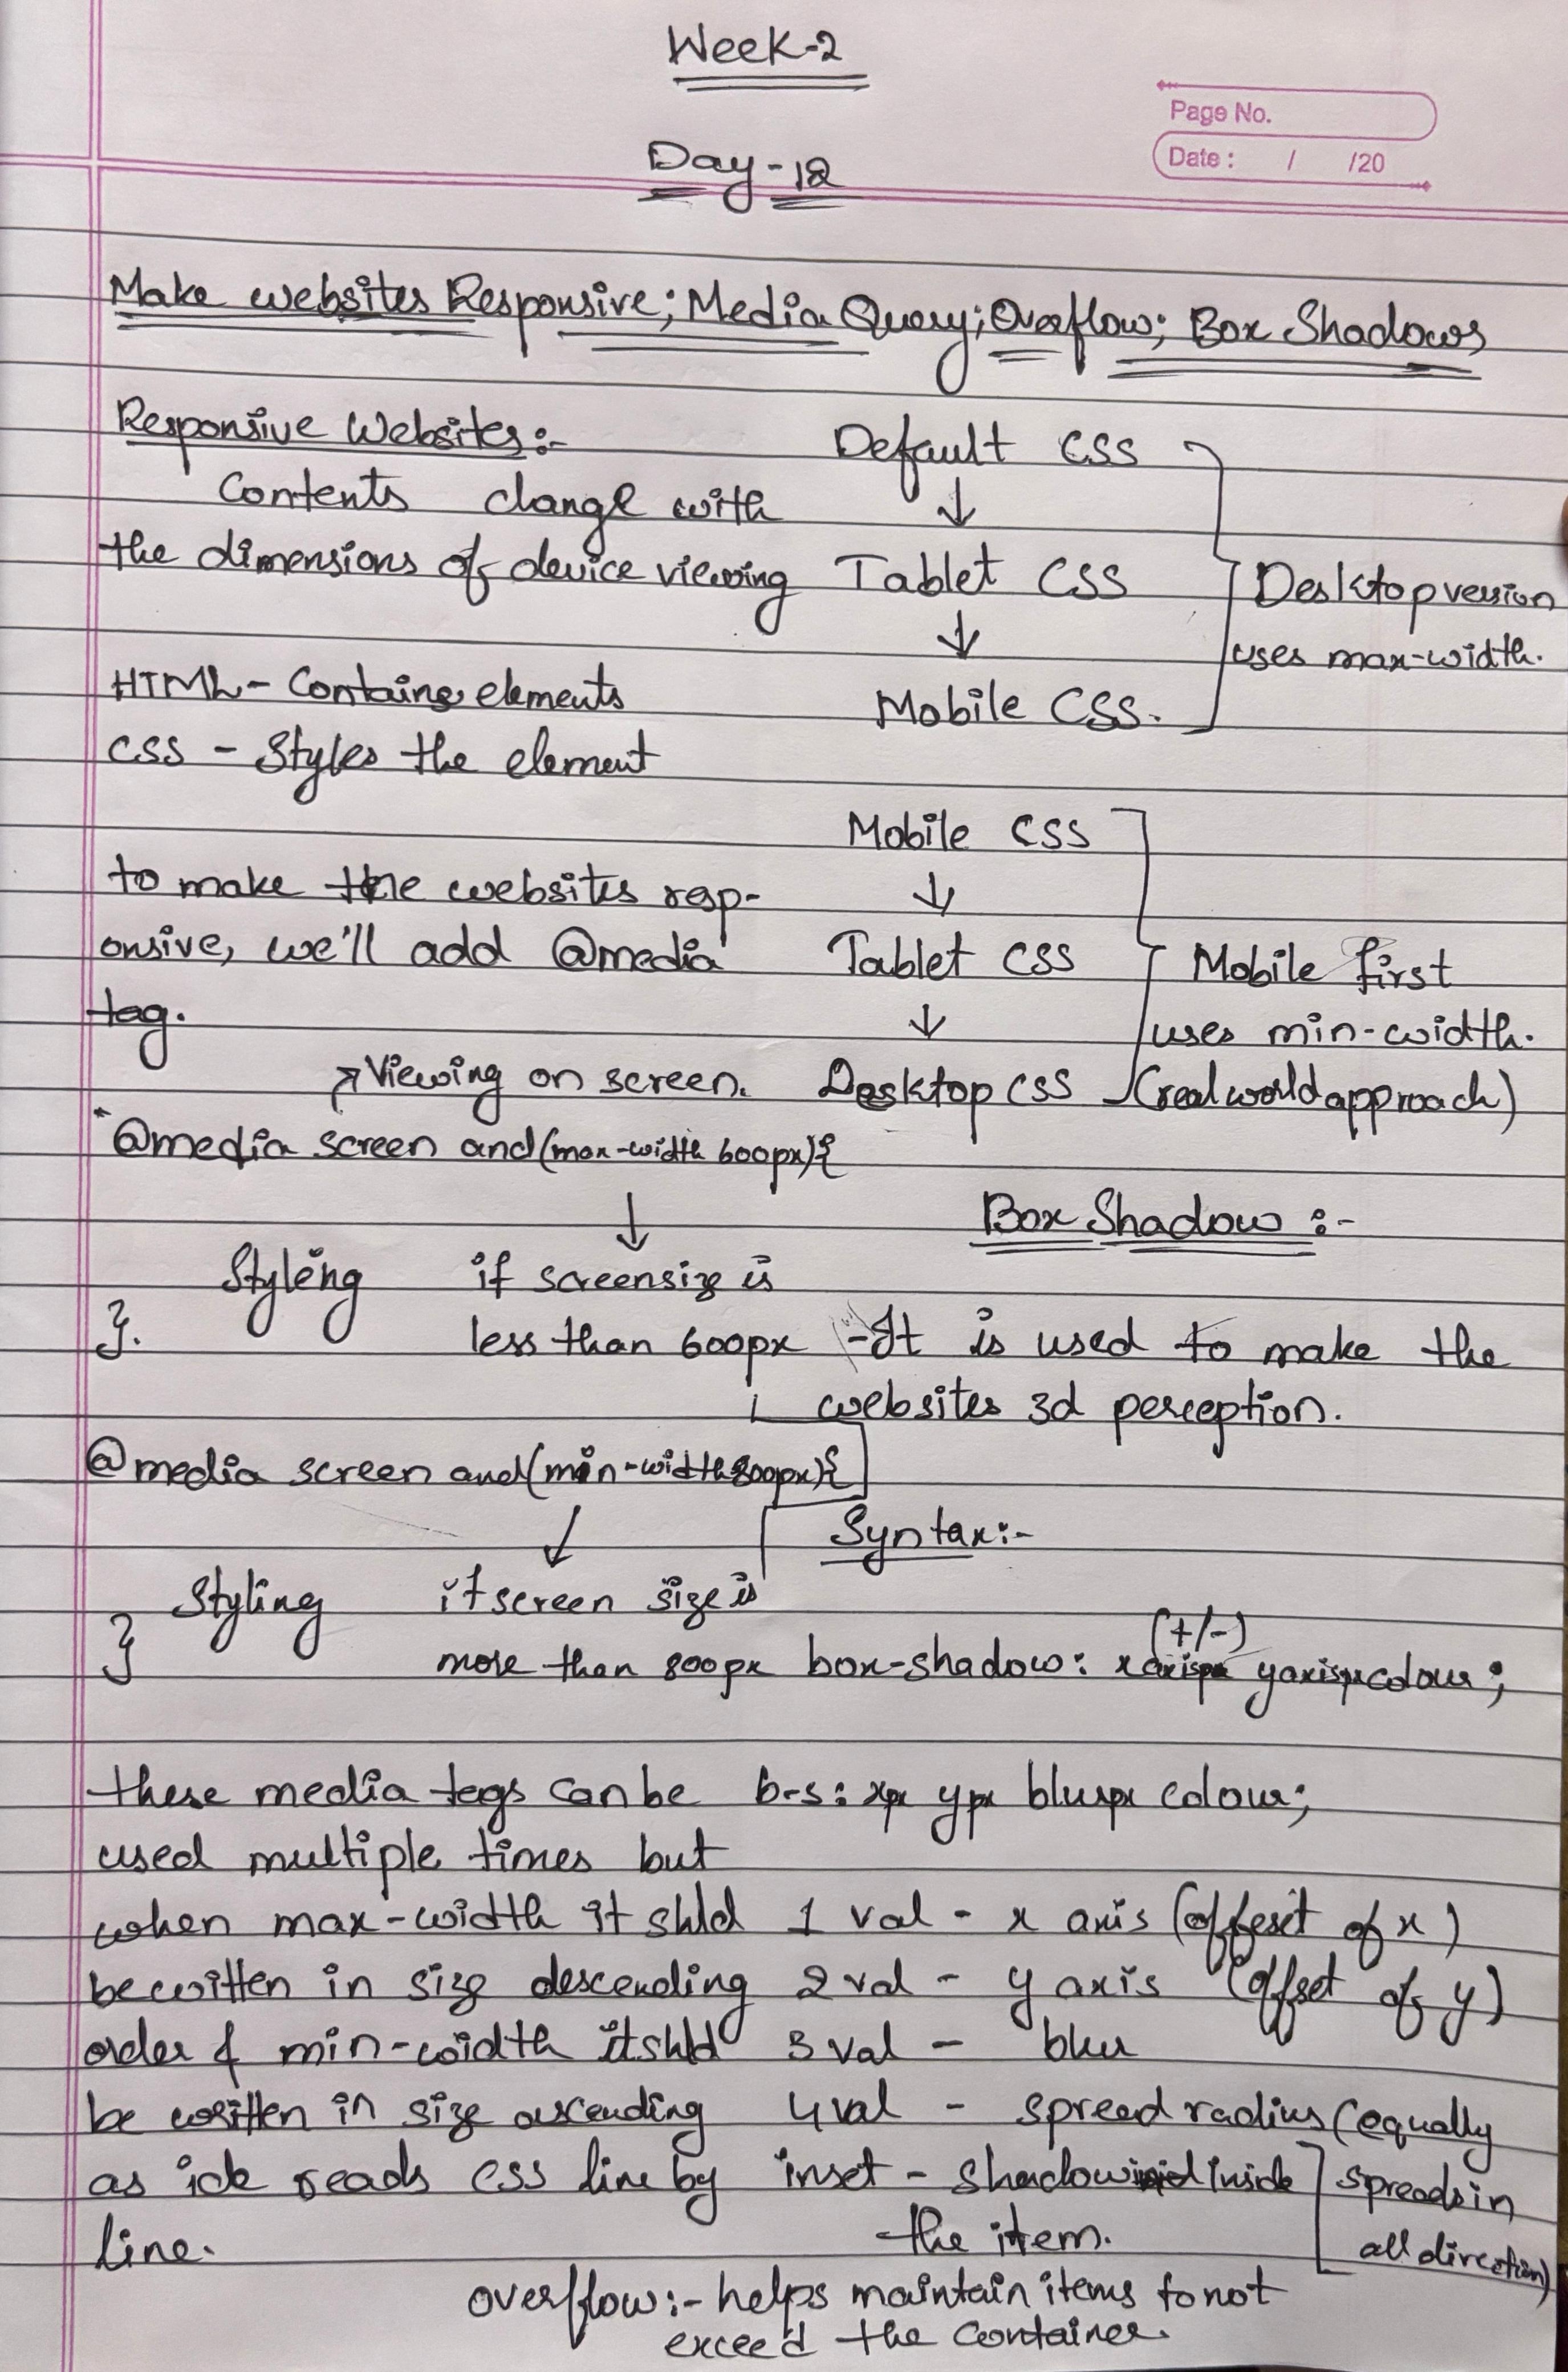 Week-2
Page No.
Date : / /20
Day-12
Make websites Responsive; Media Query; Overflow; Box Shadows
Responsive Websites:-
Contents change with
the dimensions of device viewing
HTML - Contains elements
CSS - Styles the element
to make the websites resp-
onsive, we'll add @media
tag.
↗ Viewing on screen.
@media screen and (max-width 600px){
↓
Styling if screensize is
}. less than 600px
@media screen and (min-width 800px){
↓
Styling if screen size is
} more than 800px
these media tags can be
used multiple times but
when max-width it shld
be written in size descending
order & min-width it shld
be written in size ascending
as ide reads css line by
line.
Default CSS
↓
Tablet CSS
↓
Mobile CSS.
Desktop version
uses max-width.
Mobile CSS
↓
Tablet CSS
↓
Desktop CSS
Mobile first
uses min-width.
(real world approach)
Box Shadow :-
- It is used to make the
websites 3d perception.
Syntax:-
(+/-)
box-shadow: xaxispx yaxispx colour;
b-s: xpx ypx blurpx colour;
1 val - x axis (offeset of x)
2 val - y axis (offset of y)
3 val - blur
4 val - spread radius (equally
spreads in
all direction)
inset - shadow inside
the item.
overflow:- helps maintain items to not
exceed the container.